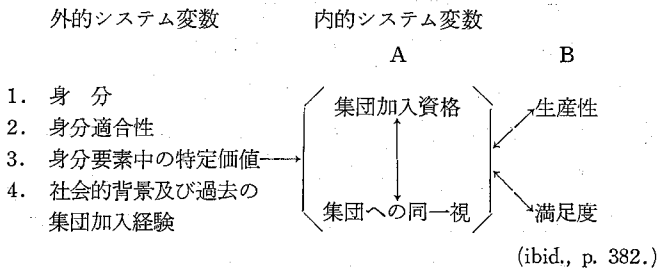 外的システム変数 内的システム変数
A B
1. 身 分
2. 身分適合性
3. 身分要素中の特定価値
4. 社会的背景及び過去の
集団加入経験
集団加入資格
集団への同一視
生産性
満足度
(ibid., p. 382.)